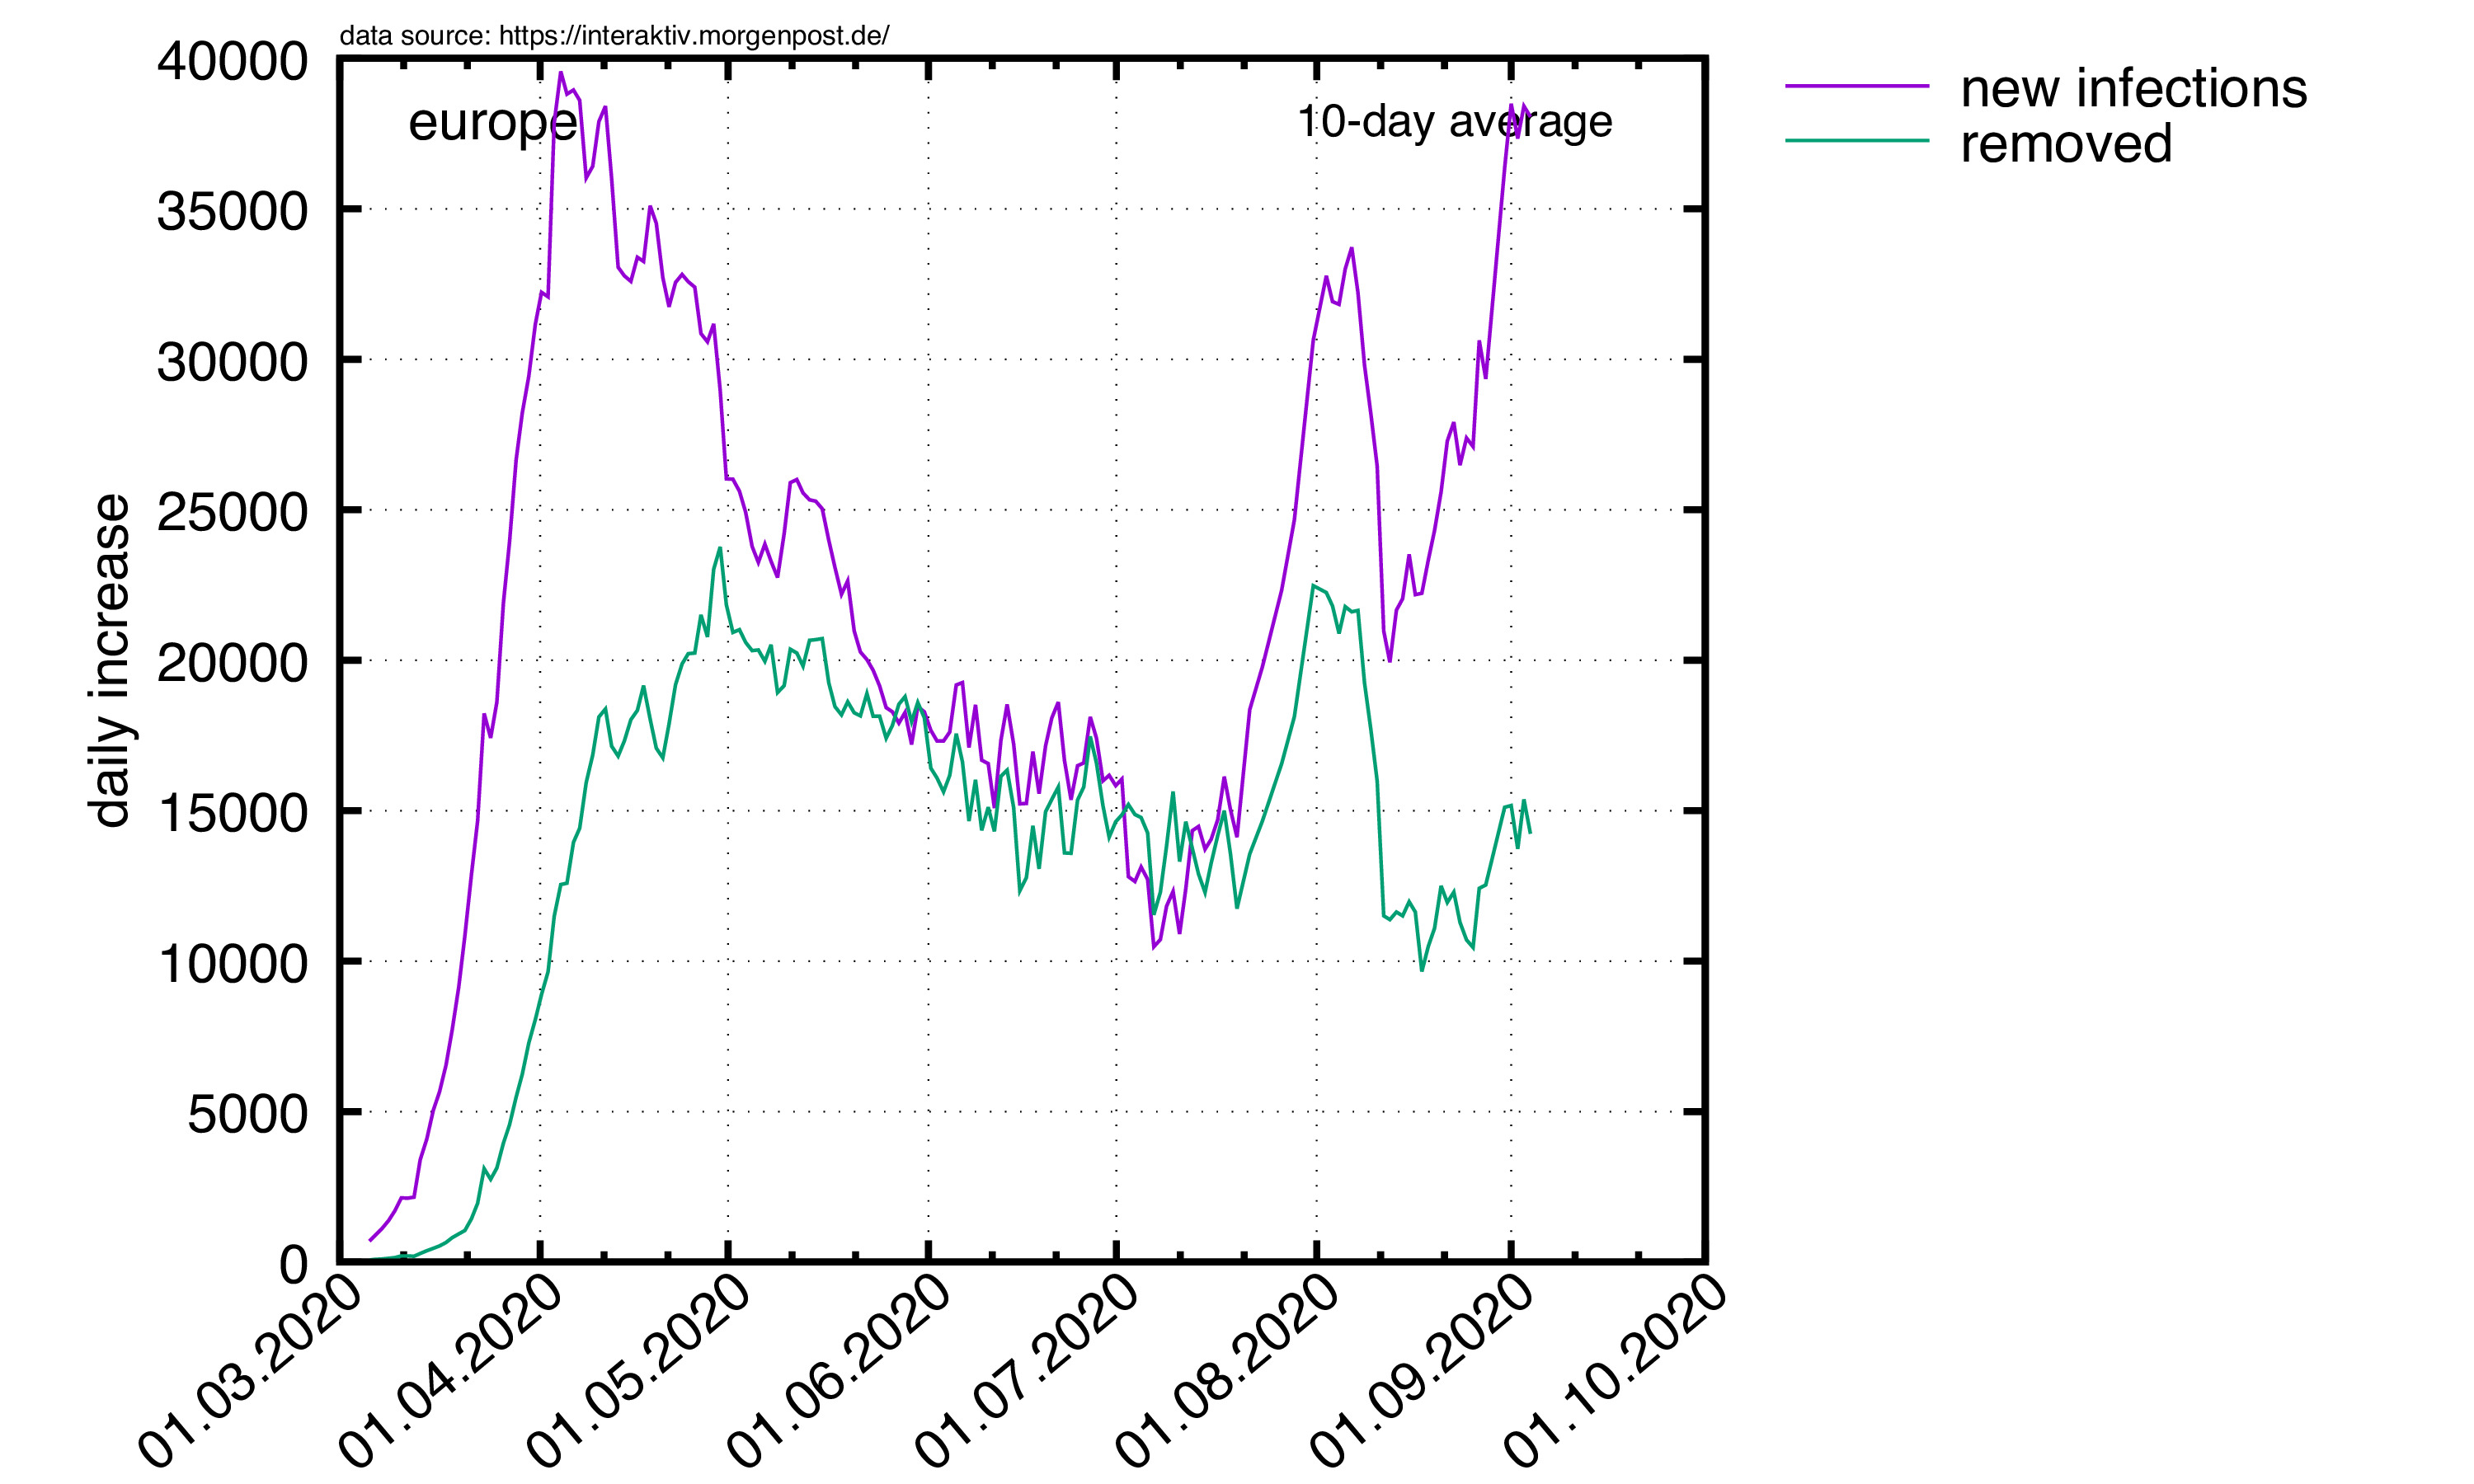 data source: https://interaktiv.morgenpost.de/
europe
10-day average
new infections
removed
daily increase
40000
35000
30000
25000
20000
15000
10000
5000
0
01.03.2020
01.04.2020
01.05.2020
01.06.2020
01.07.2020
01.08.2020
01.09.2020
01.10.2020